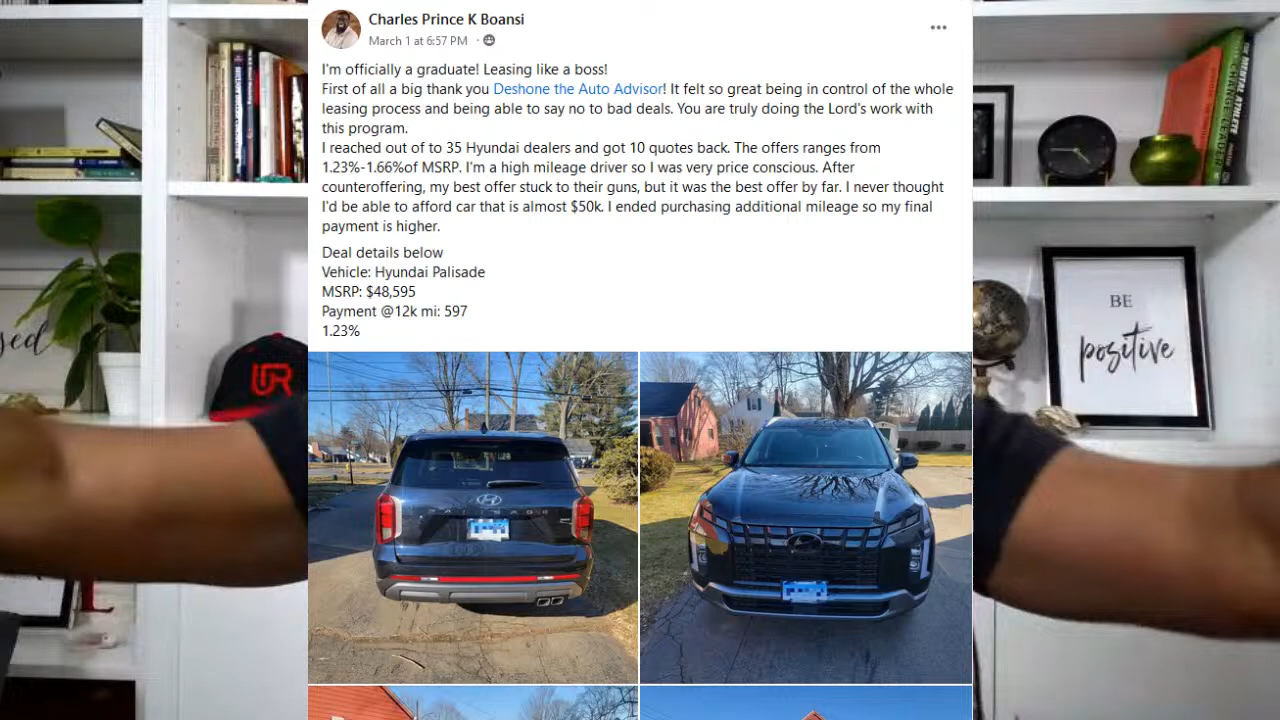 Charles Prince K Boansi
March 1 at 6:57 PM ·
I'm officially a graduate! Leasing like a boss!
First of all a big thank you Deshone the Auto Advisor! It felt so great being in control of the whole
leasing process and being able to say no to bad deals. You are truly doing the Lord's work with
this program.
I reached out of to 35 Hyundai dealers and got 10 quotes back. The offers ranges from
1.23%-1.66%of MSRP. I'm a high mileage driver so I was very price conscious. After
counteroffering, my best offer stuck to their guns, but it was the best offer by far. I never thought
I'd be able to afford car that is almost $50k. I ended purchasing additional mileage so my final
payment is higher.
Deal details below
Vehicle: Hyundai Palisade
MSRP: $48,595
Payment @12k mi: 597
1.23%
PALISADE
BE
positive
THE MENTAL ATHLETE
sed
UR